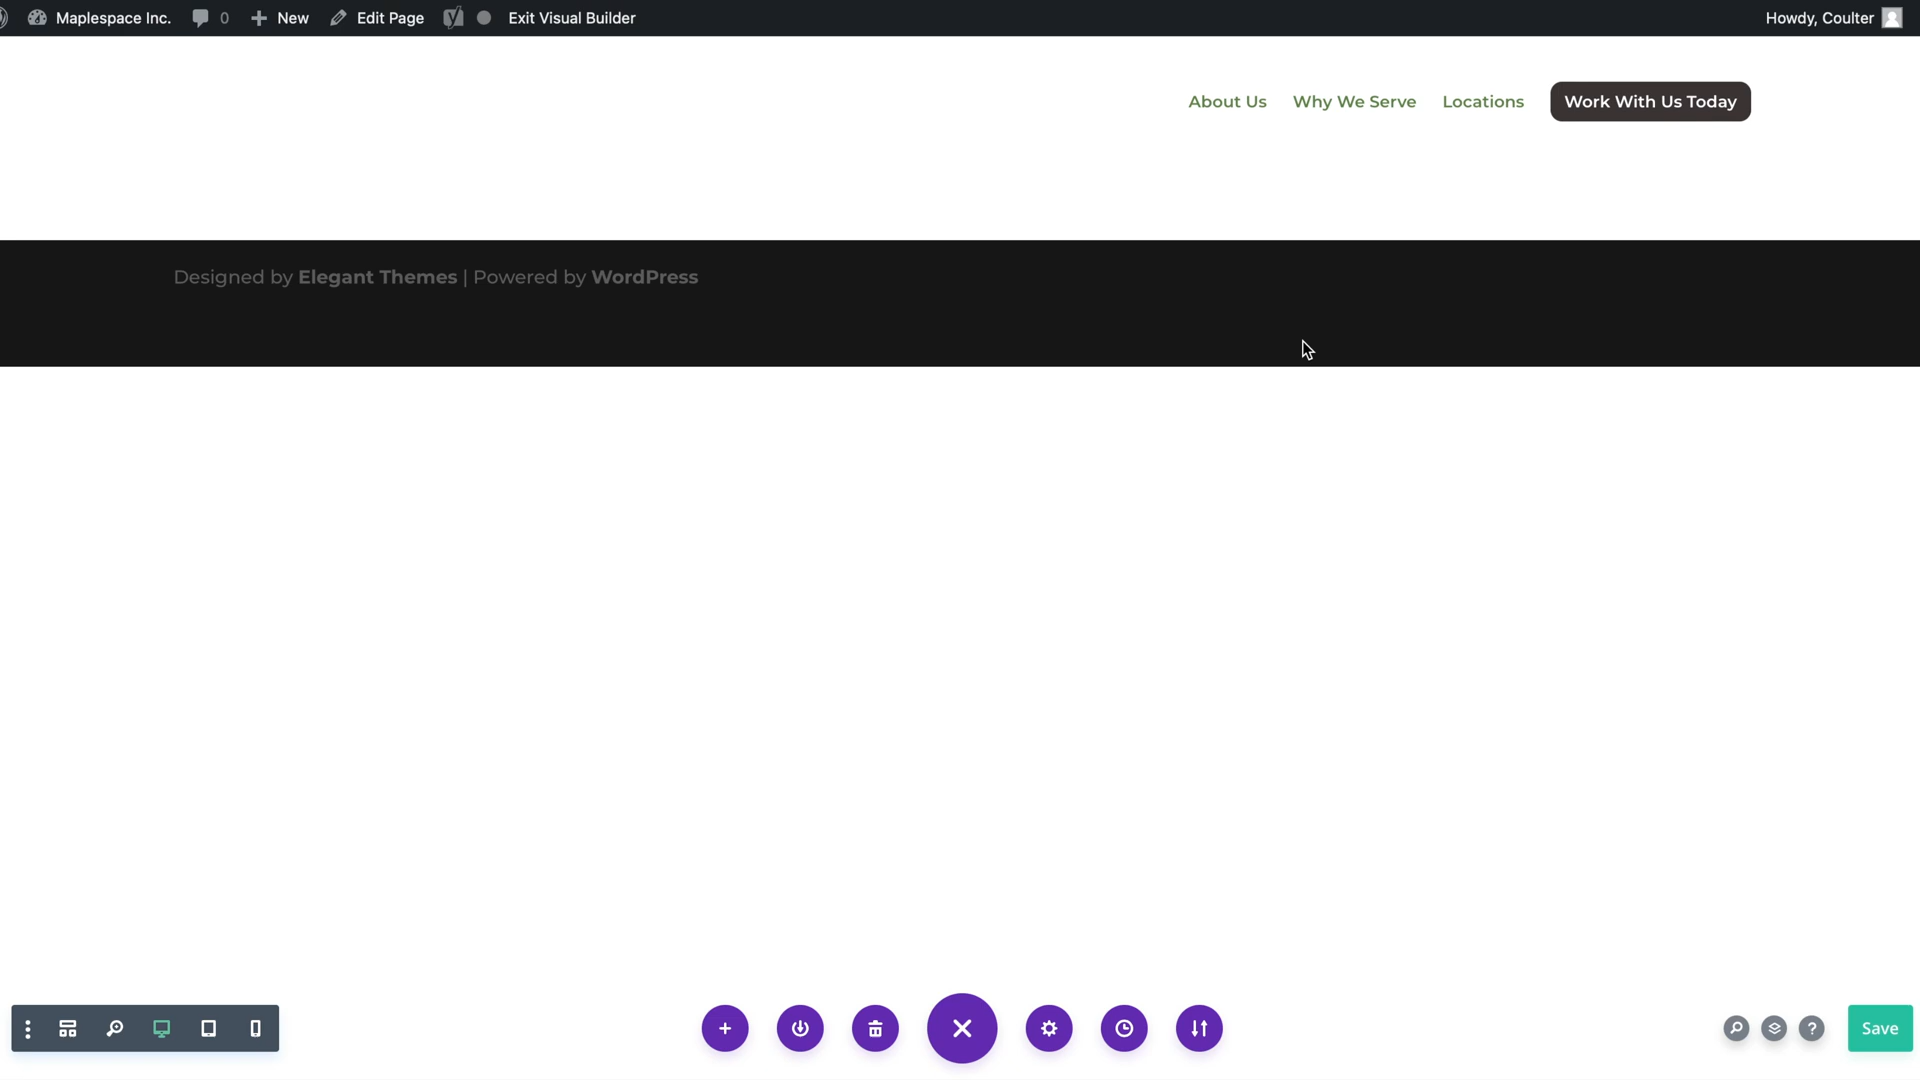 Maplespace Inc. 0 New Edit Page Exit Visual Builder Howdy, Coulter
About Us Why We Serve Locations Work With Us Today
Designed by Elegant Themes | Powered by WordPress
Save